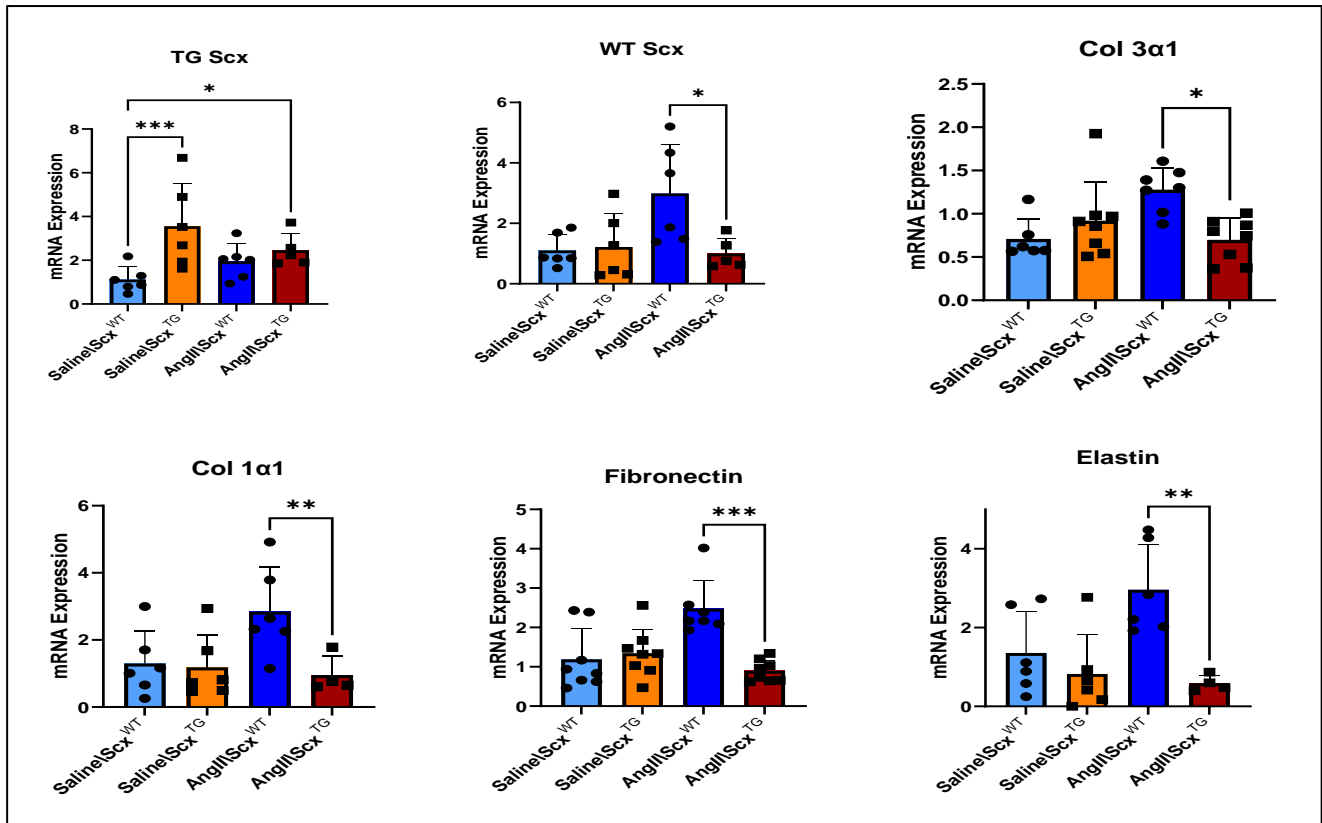 TG Scx
*
***
mRNA Expression
8
6
4
2
0
Saline\Scx^WT
Saline\Scx^TG
AngII\Scx^WT
AngII\Scx^TG
WT Scx
*
mRNA Expression
6
4
2
0
Saline\Scx^WT
Saline\Scx^TG
AngII\Scx^WT
AngII\Scx^TG
Col 3α1
*
mRNA Expression
2.5
2.0
1.5
1.0
0.5
0.0
Saline\Scx^WT
Saline\Scx^TG
AngII\Scx^WT
AngII\Scx^TG
Col 1α1
**
mRNA Expression
6
4
2
0
Saline\Scx^WT
Saline\Scx^TG
AngII\Scx^WT
AngII\Scx^TG
Fibronectin
***
mRNA Expression
5
4
3
2
1
0
Saline\Scx^WT
Saline\Scx^TG
AngII\Scx^WT
AngII\Scx^TG
Elastin
**
mRNA Expression
4
2
0
Saline\Scx^WT
Saline\Scx^TG
AngII\Scx^WT
AngII\Scx^TG